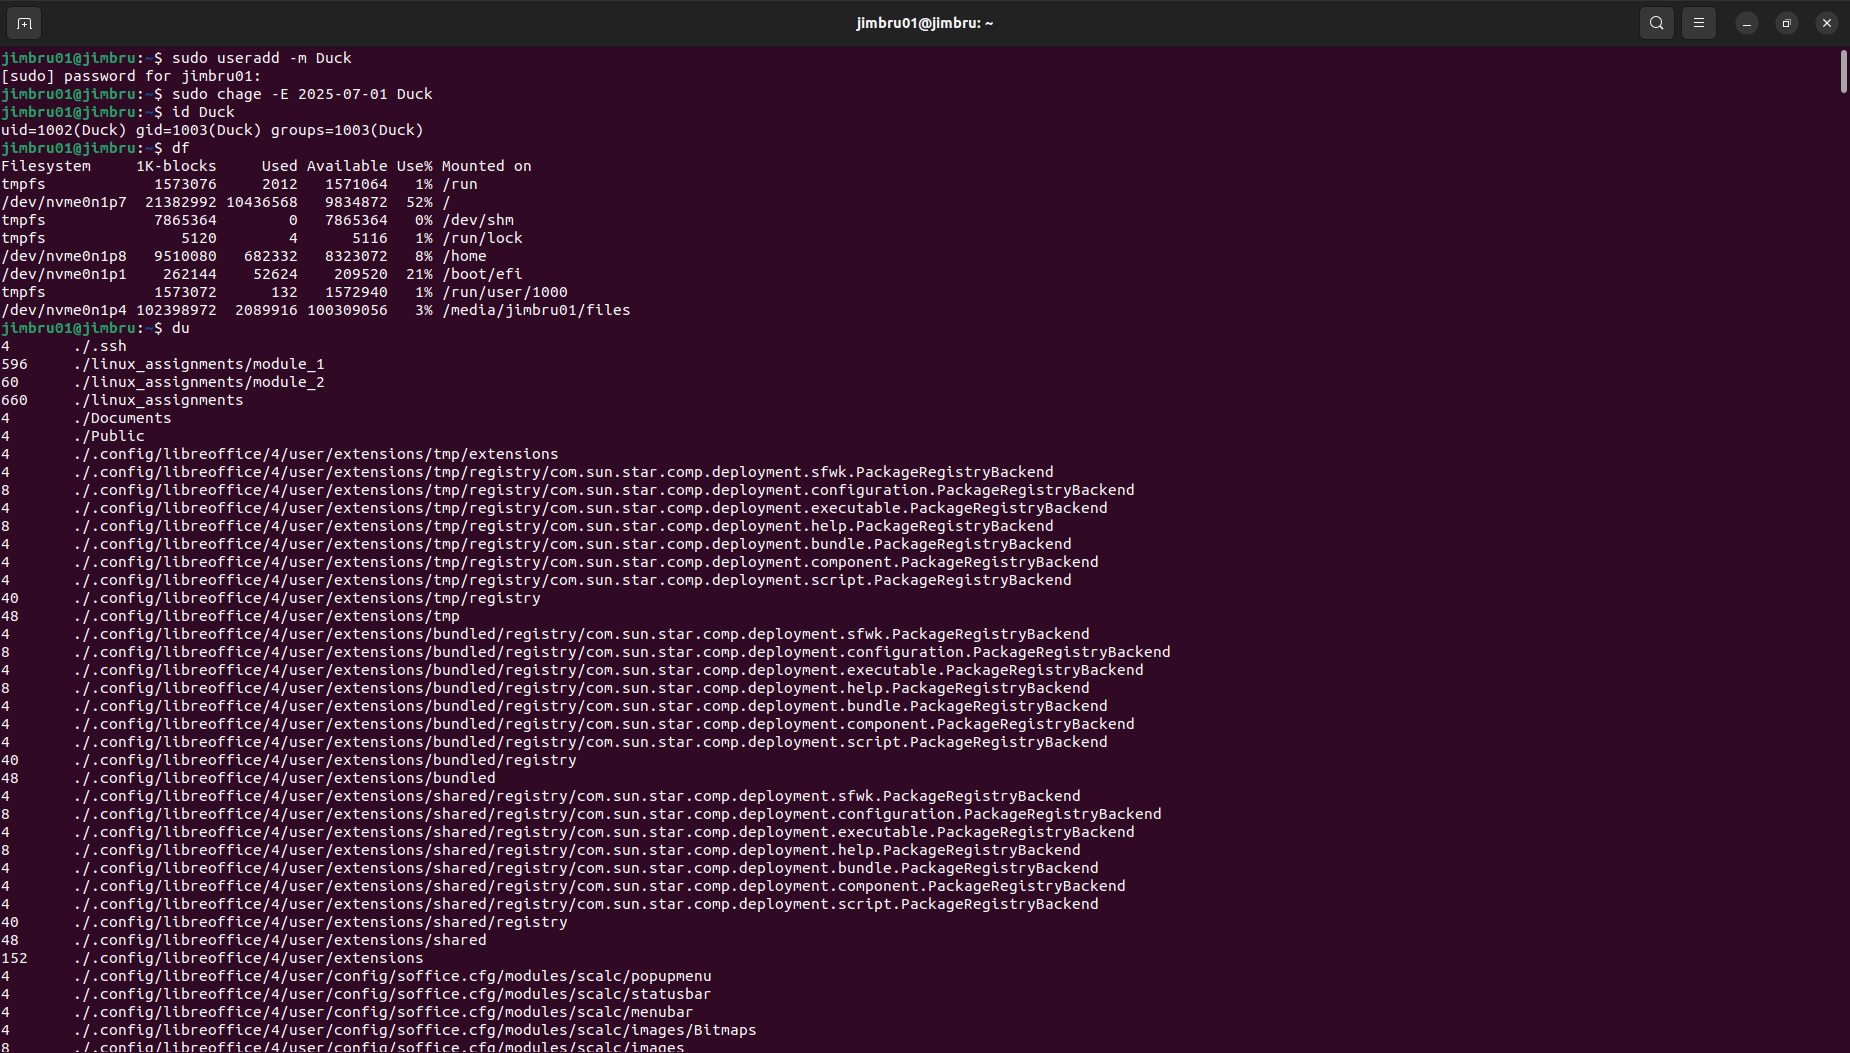 jimbru01@jimbru: ~
jimbru01@jimbru:~$ sudo useradd -m Duck
[sudo] password for jimbru01:
jimbru01@jimbru:~$ sudo chage -E 2025-07-01 Duck
jimbru01@jimbru:~$ id Duck
uid=1002(Duck) gid=1003(Duck) groups=1003(Duck)
jimbru01@jimbru:~$ df
Filesystem     1K-blocks     Used Available Use% Mounted on
tmpfs            1573076     2012   1571064   1% /run
/dev/nvme0n1p7  21382992 10436568   9834872  52% /
tmpfs            7865364        0   7865364   0% /dev/shm
tmpfs               5120        4      5116   1% /run/lock
/dev/nvme0n1p8   9510080   682332   8323072   8% /home
/dev/nvme0n1p1    262144    52624    209520  21% /boot/efi
tmpfs            1573072      132   1572940   1% /run/user/1000
/dev/nvme0n1p4 102398972  2089916 100309056   3% /media/jimbru01/files
jimbru01@jimbru:~$ du
4       ./.ssh
596     ./linux_assignments/module_1
60      ./linux_assignments/module_2
660     ./linux_assignments
4       ./Documents
4       ./Public
4       ./.config/libreoffice/4/user/extensions/tmp/extensions
4       ./.config/libreoffice/4/user/extensions/tmp/registry/com.sun.star.comp.deployment.sfwk.PackageRegistryBackend
8       ./.config/libreoffice/4/user/extensions/tmp/registry/com.sun.star.comp.deployment.configuration.PackageRegistryBackend
4       ./.config/libreoffice/4/user/extensions/tmp/registry/com.sun.star.comp.deployment.executable.PackageRegistryBackend
8       ./.config/libreoffice/4/user/extensions/tmp/registry/com.sun.star.comp.deployment.help.PackageRegistryBackend
4       ./.config/libreoffice/4/user/extensions/tmp/registry/com.sun.star.comp.deployment.bundle.PackageRegistryBackend
4       ./.config/libreoffice/4/user/extensions/tmp/registry/com.sun.star.comp.deployment.component.PackageRegistryBackend
4       ./.config/libreoffice/4/user/extensions/tmp/registry/com.sun.star.comp.deployment.script.PackageRegistryBackend
40      ./.config/libreoffice/4/user/extensions/tmp/registry
48      ./.config/libreoffice/4/user/extensions/tmp
4       ./.config/libreoffice/4/user/extensions/bundled/registry/com.sun.star.comp.deployment.sfwk.PackageRegistryBackend
8       ./.config/libreoffice/4/user/extensions/bundled/registry/com.sun.star.comp.deployment.configuration.PackageRegistryBackend
4       ./.config/libreoffice/4/user/extensions/bundled/registry/com.sun.star.comp.deployment.executable.PackageRegistryBackend
8       ./.config/libreoffice/4/user/extensions/bundled/registry/com.sun.star.comp.deployment.help.PackageRegistryBackend
4       ./.config/libreoffice/4/user/extensions/bundled/registry/com.sun.star.comp.deployment.bundle.PackageRegistryBackend
4       ./.config/libreoffice/4/user/extensions/bundled/registry/com.sun.star.comp.deployment.component.PackageRegistryBackend
4       ./.config/libreoffice/4/user/extensions/bundled/registry/com.sun.star.comp.deployment.script.PackageRegistryBackend
40      ./.config/libreoffice/4/user/extensions/bundled/registry
48      ./.config/libreoffice/4/user/extensions/bundled
4       ./.config/libreoffice/4/user/extensions/shared/registry/com.sun.star.comp.deployment.sfwk.PackageRegistryBackend
8       ./.config/libreoffice/4/user/extensions/shared/registry/com.sun.star.comp.deployment.configuration.PackageRegistryBackend
4       ./.config/libreoffice/4/user/extensions/shared/registry/com.sun.star.comp.deployment.executable.PackageRegistryBackend
8       ./.config/libreoffice/4/user/extensions/shared/registry/com.sun.star.comp.deployment.help.PackageRegistryBackend
4       ./.config/libreoffice/4/user/extensions/shared/registry/com.sun.star.comp.deployment.bundle.PackageRegistryBackend
4       ./.config/libreoffice/4/user/extensions/shared/registry/com.sun.star.comp.deployment.component.PackageRegistryBackend
4       ./.config/libreoffice/4/user/extensions/shared/registry/com.sun.star.comp.deployment.script.PackageRegistryBackend
40      ./.config/libreoffice/4/user/extensions/shared/registry
48      ./.config/libreoffice/4/user/extensions/shared
152     ./.config/libreoffice/4/user/extensions
4       ./.config/libreoffice/4/user/config/soffice.cfg/modules/scalc/popupmenu
4       ./.config/libreoffice/4/user/config/soffice.cfg/modules/scalc/statusbar
4       ./.config/libreoffice/4/user/config/soffice.cfg/modules/scalc/menubar
4       ./.config/libreoffice/4/user/config/soffice.cfg/modules/scalc/images/Bitmaps
8       ./.config/libreoffice/4/user/config/soffice.cfg/modules/scalc/images